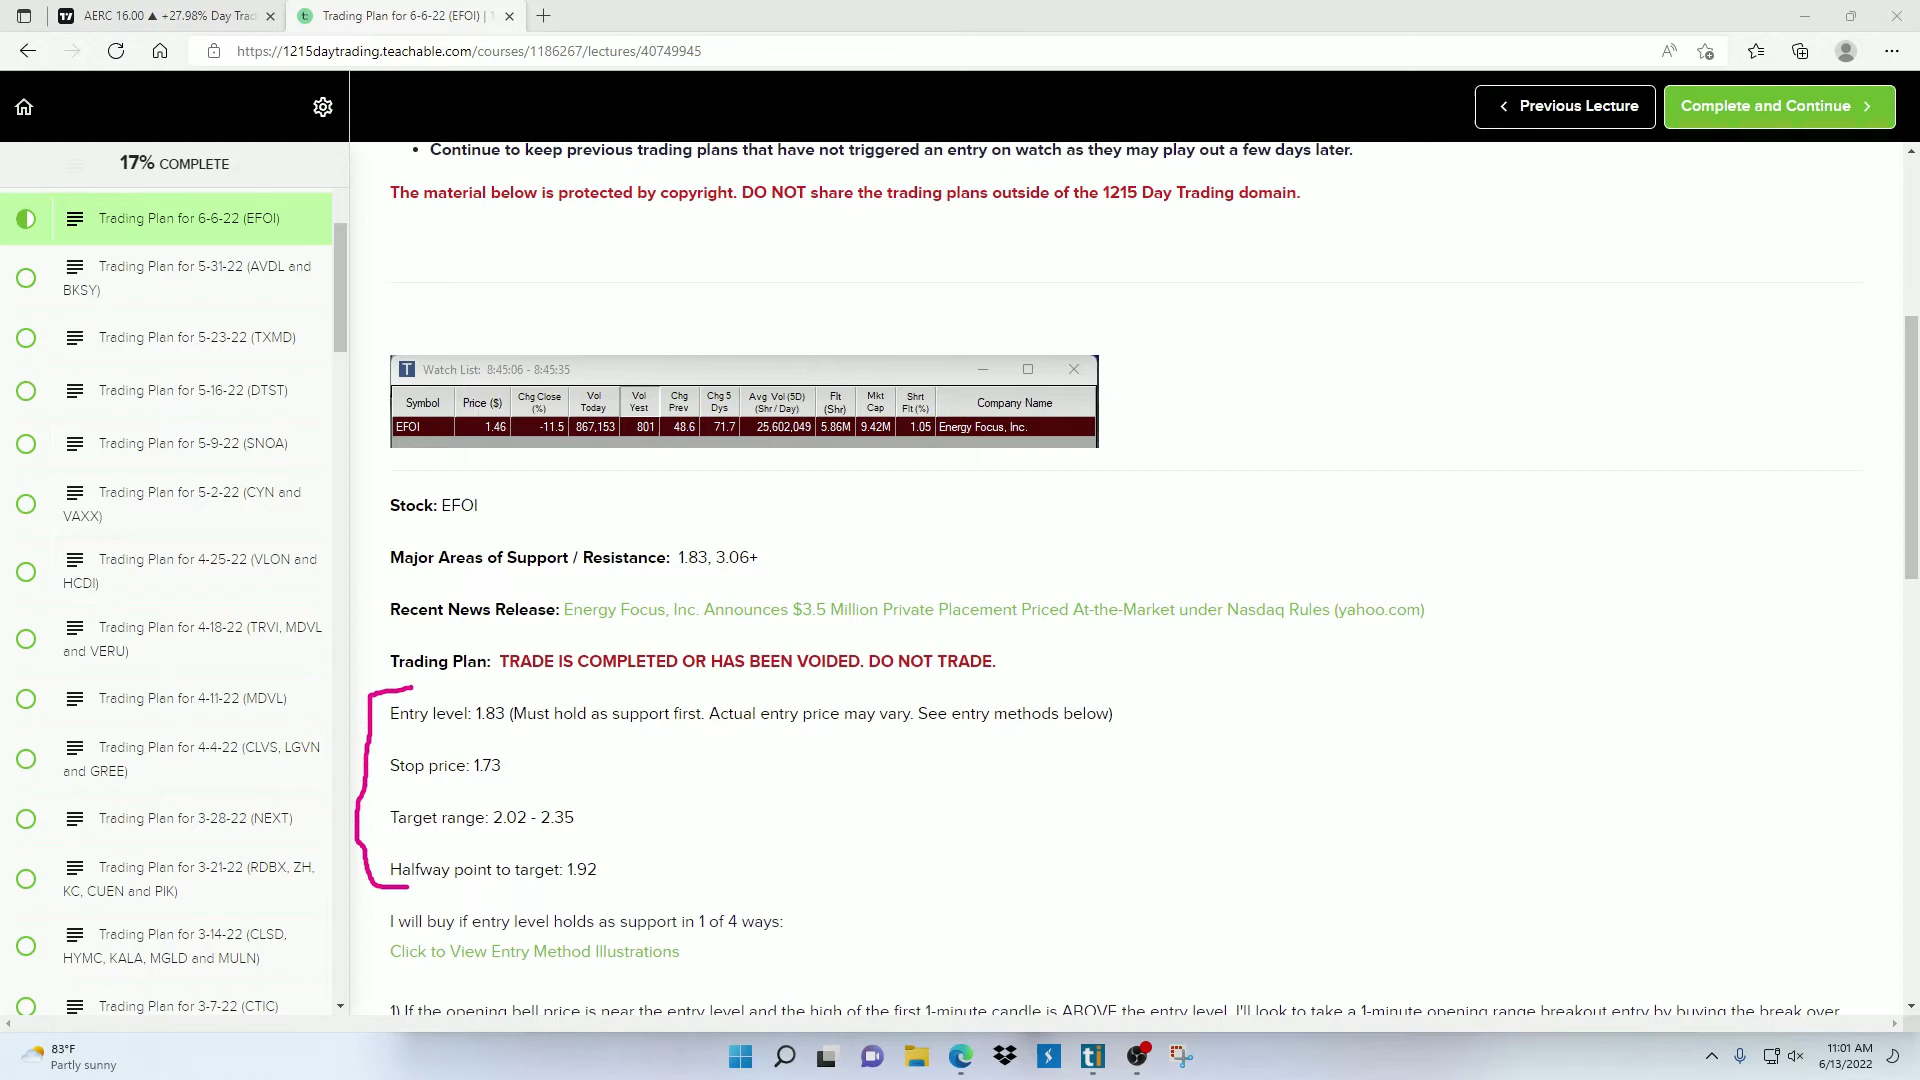 AERC 16.00 ▲ +27.98% Day Trad
Trading Plan for 6-6-22 (EFOI) |
https://1215daytrading.teachable.com/courses/1186267/lectures/40749945
Previous Lecture
Complete and Continue
17% COMPLETE
Trading Plan for 6-6-22 (EFOI)
Trading Plan for 5-31-22 (AVDL and
BKSY)
Trading Plan for 5-23-22 (TXMD)
Trading Plan for 5-16-22 (DTST)
Trading Plan for 5-9-22 (SNOA)
Trading Plan for 5-2-22 (CYN and
VAXX)
Trading Plan for 4-25-22 (VLON and
HCDI)
Trading Plan for 4-18-22 (TRVI, MDVL
and VERU)
Trading Plan for 4-11-22 (MDVL)
Trading Plan for 4-4-22 (CLVS, LGVN
and GREE)
Trading Plan for 3-28-22 (NEXT)
Trading Plan for 3-21-22 (RDBX, ZH,
KC, CUEN and PIK)
Trading Plan for 3-14-22 (CLSD,
HYMC, KALA, MGLD and MULN)
Trading Plan for 3-7-22 (CTIC)
• Continue to keep previous trading plans that have not triggered an entry on watch as they may play out a few days later.
The material below is protected by copyright. DO NOT share the trading plans outside of the 1215 Day Trading domain.
Watch List: 8:45:06 - 8:45:35
Symbol Price ($) Chg Close (%) Vol Today Vol Yest Chg Prev Chg 5 Dys Avg Vol (5D) (Shr / Day) Flt (Shr) Mkt Cap Shrt Flt (%) Company Name
EFOI 1.46 -11.5 867,153 801 48.6 71.7 25,602,049 5.86M 9.42M 1.05 Energy Focus, Inc.
Stock: EFOI
Major Areas of Support / Resistance: 1.83, 3.06+
Recent News Release: Energy Focus, Inc. Announces $3.5 Million Private Placement Priced At-the-Market under Nasdaq Rules (yahoo.com)
Trading Plan: TRADE IS COMPLETED OR HAS BEEN VOIDED. DO NOT TRADE.
Entry level: 1.83 (Must hold as support first. Actual entry price may vary. See entry methods below)
Stop price: 1.73
Target range: 2.02 - 2.35
Halfway point to target: 1.92
I will buy if entry level holds as support in 1 of 4 ways:
Click to View Entry Method Illustrations
1) If the opening bell price is near the entry level and the high of the first 1-minute candle is ABOVE the entry level, I'll look to take a 1-minute opening range breakout entry by buying the break over
83°F
Partly sunny
11:01 AM
6/13/2022